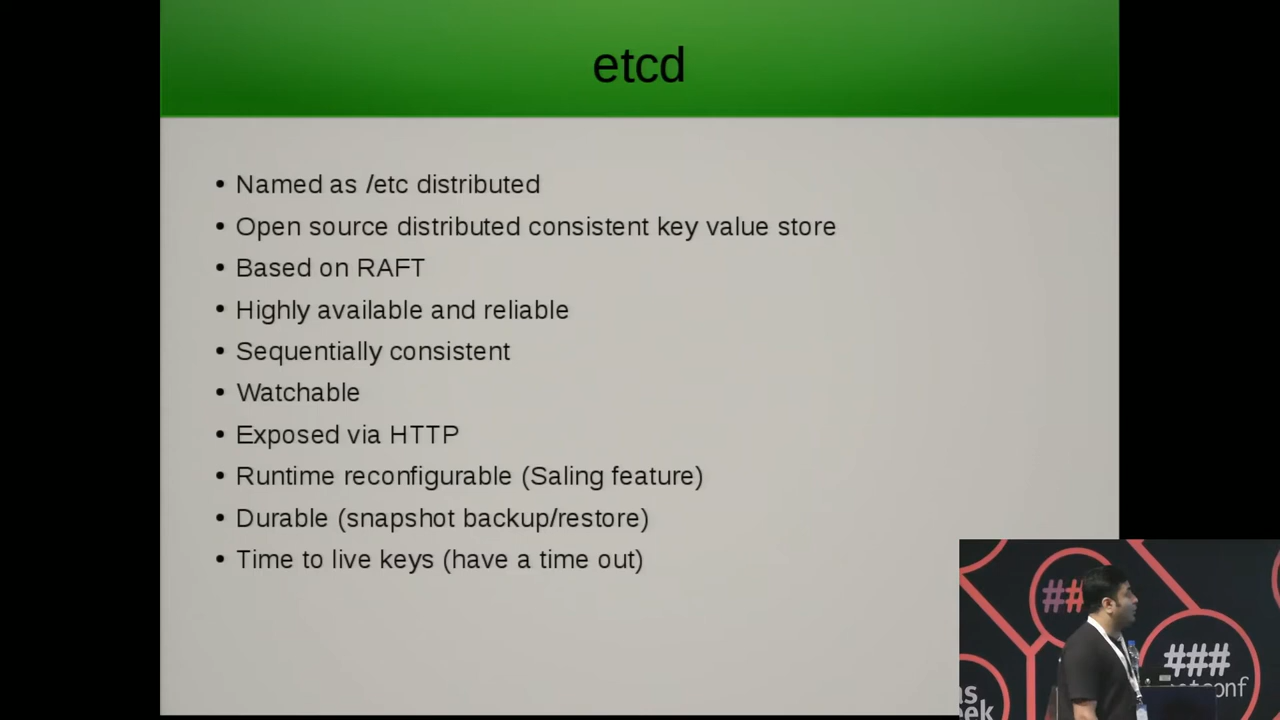 etcd
• Named as /etc distributed
• Open source distributed consistent key value store
• Based on RAFT
• Highly available and reliable
• Sequentially consistent
• Watchable
• Exposed via HTTP
• Runtime reconfigurable (Saling feature)
• Durable (snapshot backup/restore)
• Time to live keys (have a time out)
##
###